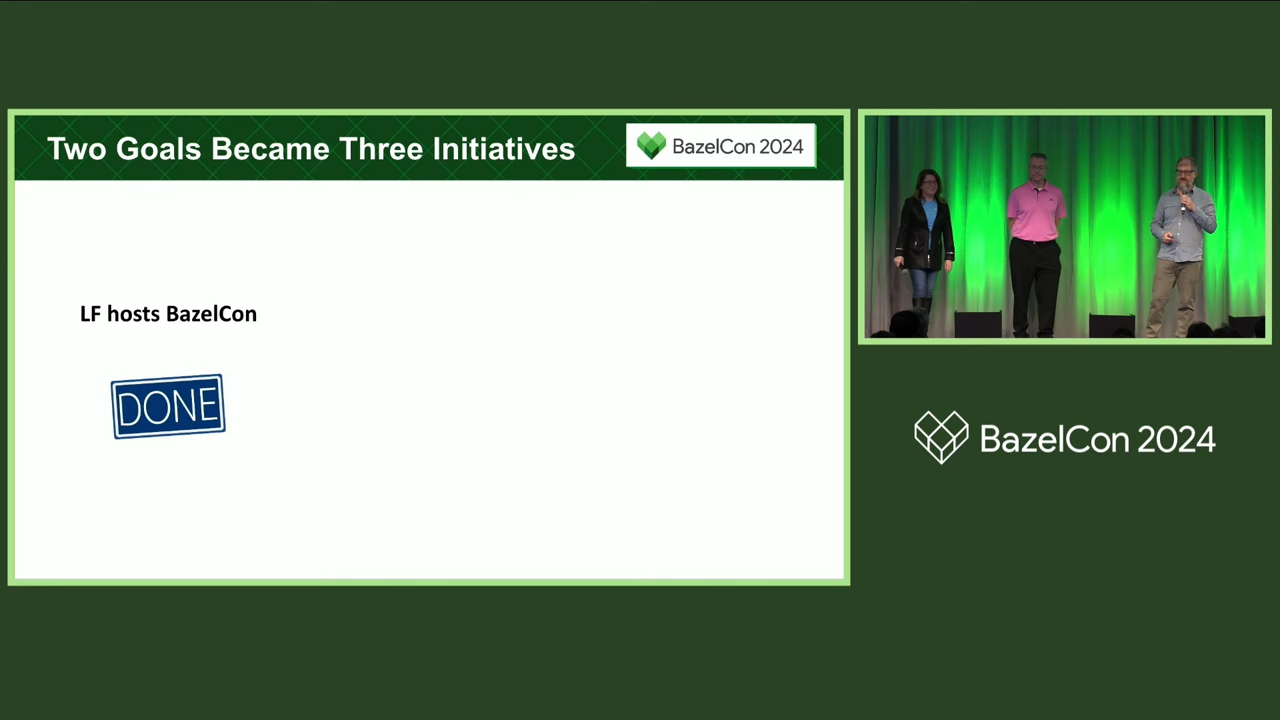 Two Goals Became Three Initiatives
BazelCon 2024
LF hosts BazelCon
DONE
BazelCon 2024